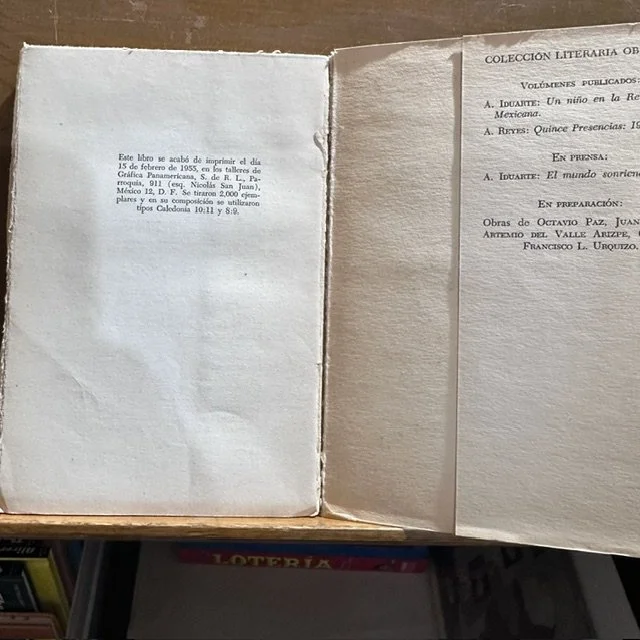 Este libro se acabó de imprimir el día
15 de febrero de 1955, en los talleres de
Gráfica Panamericana, S. de R. L., Pa-
rroquia, 911 (esq. Nicolás San Juan),
México 12, D. F. Se tiraron 2,000 ejem-
plares y en su composición se utilizaron
tipos Caledonia 10:11 y 8:9.
COLECCIÓN LITERARIA OB
VOLÚMENES PUBLICADOS:
A. IDUARTE: Un niño en la Re
Mexicana.
A. REYES: Quince Presencias: 19
EN PRENSA:
A. IDUARTE: El mundo sonrien
EN PREPARACIÓN:
Obras de OCTAVIO PAZ, JUAN
ARTEMIO DEL VALLE ARIZPE,
FRANCISCO L. URQUIZO.
LOTERÍA